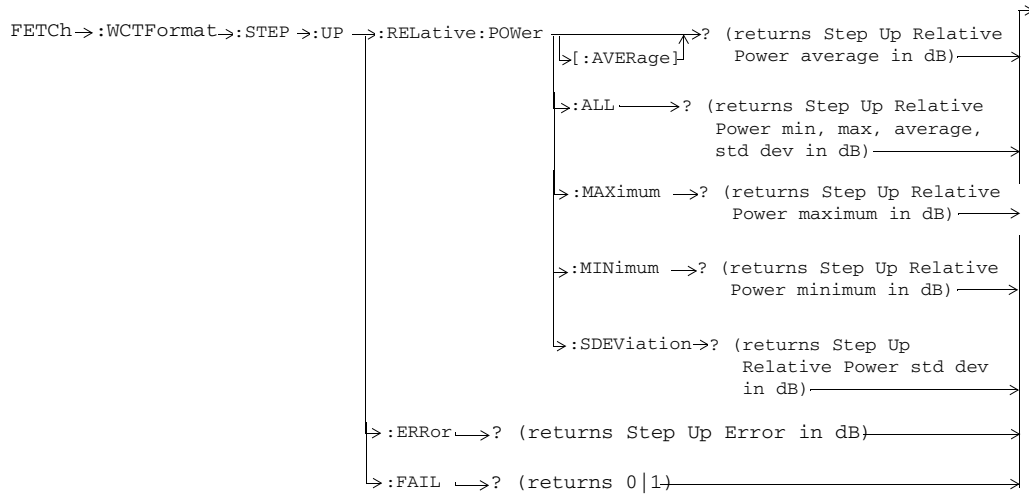 FETCh :WCTFormat :STEP :UP :RELative:POWer ? (returns Step Up Relative
[:AVERage] Power average in dB)
:ALL ? (returns Step Up Relative
Power min, max, average,
std dev in dB)
:MAXimum ? (returns Step Up Relative
Power maximum in dB)
:MINimum ? (returns Step Up Relative
Power minimum in dB)
:SDEViation ? (returns Step Up
Relative Power std dev
in dB)
:ERRor ? (returns Step Up Error in dB)
:FAIL ? (returns 0|1)